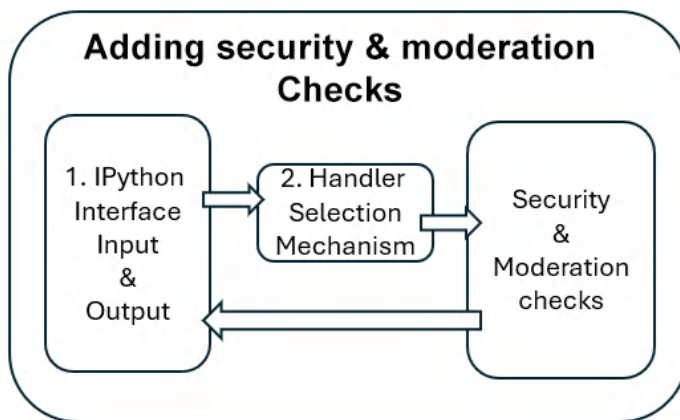 Adding security & moderation
Checks
1. IPython
Interface
Input
&
Output
2. Handler
Selection
Mechanism
Security
&
Moderation
checks